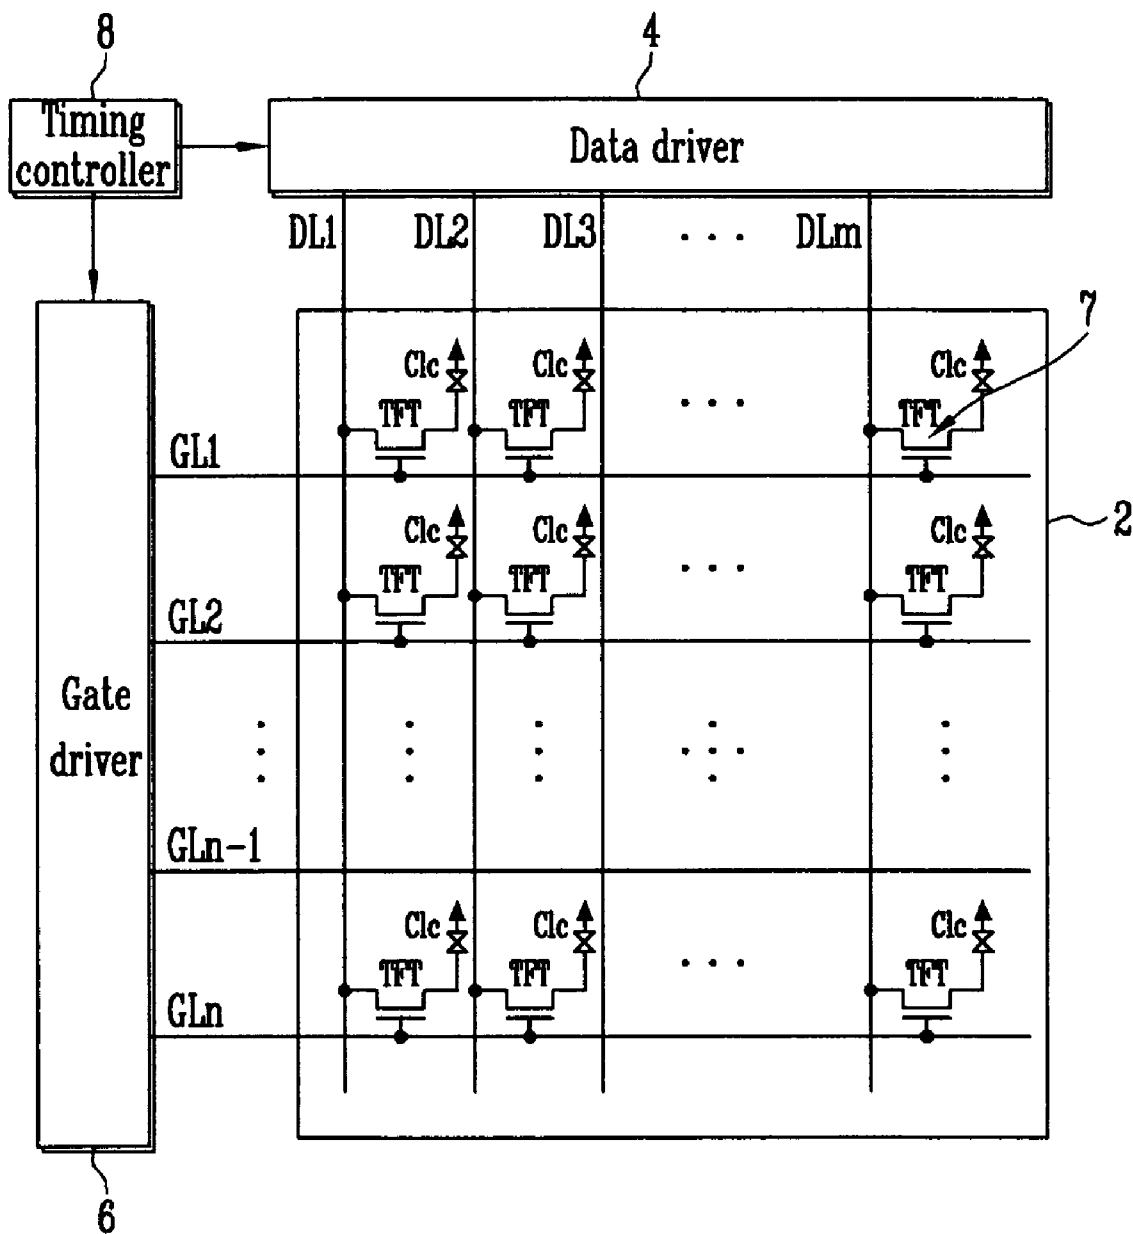 8
4
Timing
controller
Data driver
DL1 DL2 DL3 DLm
7
Clc Clc Clc
TFT TFT TFT
GL1
2
Clc Clc Clc
TFT TFT TFT
GL2
Gate
driver
GLn-1
Clc Clc Clc
TFT TFT TFT
GLn
6